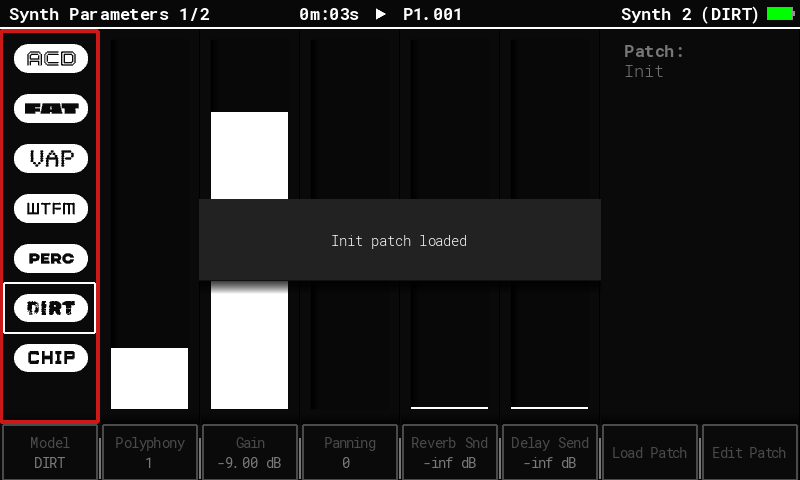 Synth Parameters 1/2 0m:03s P1.001 Synth 2 (DIRT)
ACD
FAT
VAP
WTFM
PERC
DIRT
CHIP
Patch:
Init
Init patch loaded
Model Polyphony Gain Panning Reverb Snd Delay Send Load Patch Edit Patch
DIRT 1 -9.00 dB 0 -inf dB -inf dB